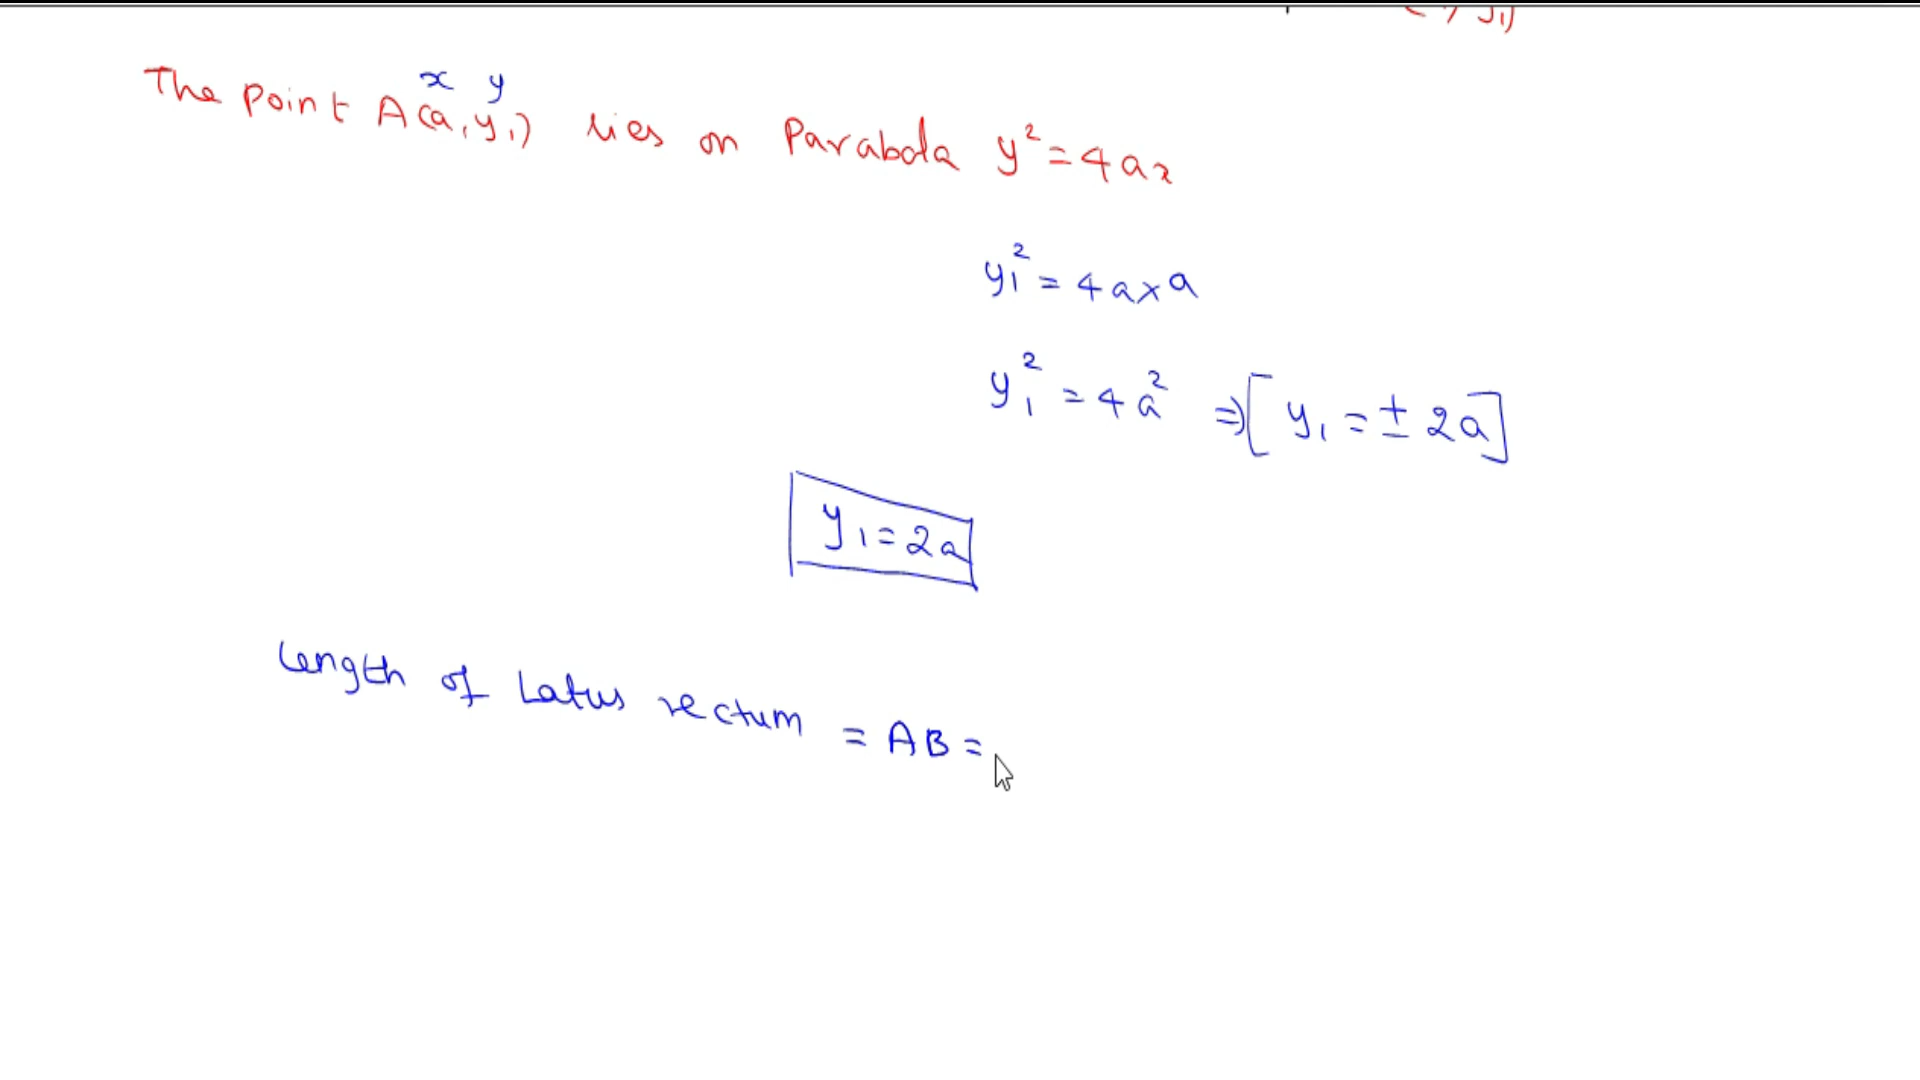 x y
The point A(a, y₁) lies on Parabola y² = 4ax
y₁² = 4a×a
y₁² = 4a² ⇒ [y₁ = ± 2a]
y₁ = 2a
Length of Latus rectum = AB =